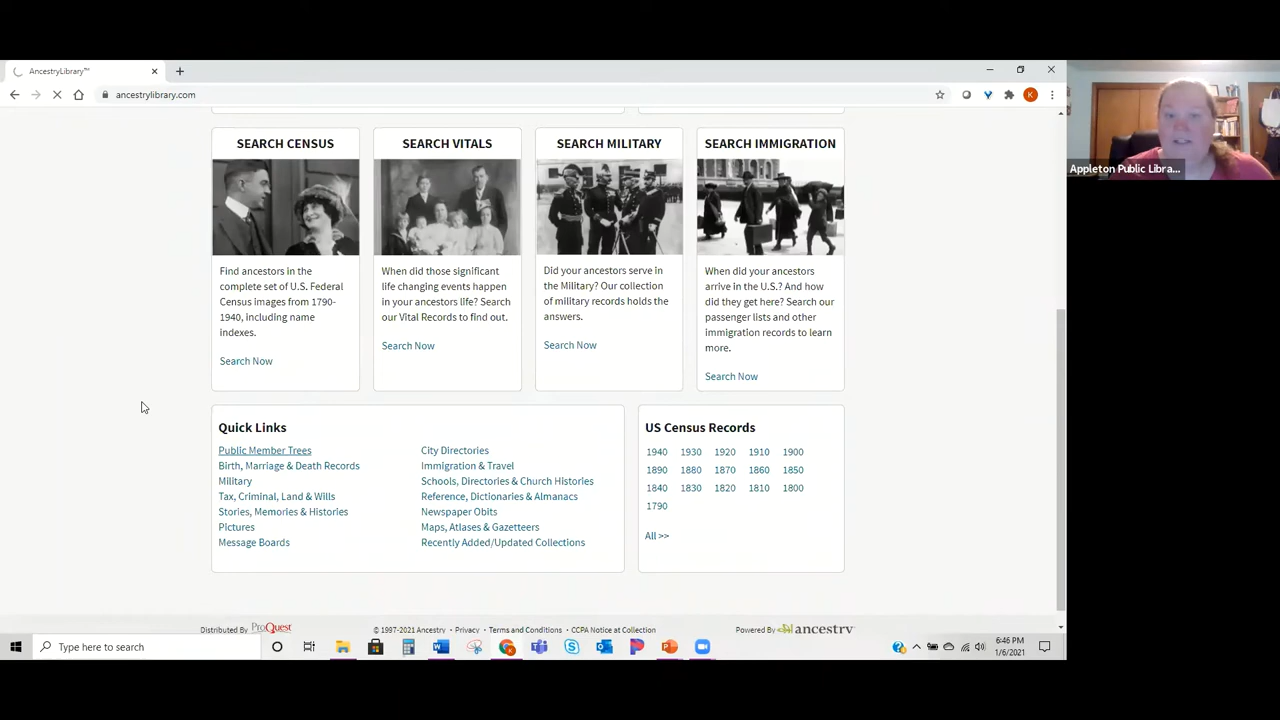 AncestryLibrary™
ancestrylibrary.com
K
Appleton Public Libra...
SEARCH CENSUS
Find ancestors in the
complete set of U.S. Federal
Census images from 1790-
1940, including name
indexes.
Search Now
SEARCH VITALS
When did those significant
life changing events happen
in your ancestors life? Search
our Vital Records to find out.
Search Now
SEARCH MILITARY
Did your ancestors serve in
the Military? Our collection
of military records holds the
answers.
Search Now
SEARCH IMMIGRATION
When did your ancestors
arrive in the U.S.? And how
did they get here? Search our
passenger lists and other
immigration records to learn
more.
Search Now
Quick Links
Public Member Trees
Birth, Marriage & Death Records
Military
Tax, Criminal, Land & Wills
Stories, Memories & Histories
Pictures
Message Boards
City Directories
Immigration & Travel
Schools, Directories & Church Histories
Reference, Dictionaries & Almanacs
Newspaper Obits
Maps, Atlases & Gazetteers
Recently Added/Updated Collections
US Census Records
1940 1930 1920 1910 1900
1890 1880 1870 1860 1850
1840 1830 1820 1810 1800
1790
All >>
Distributed By ProQuest
© 1997-2021 Ancestry · Privacy · Terms and Conditions · CCPA Notice at Collection
Powered By ancestry
Type here to search
6:46 PM
1/6/2021